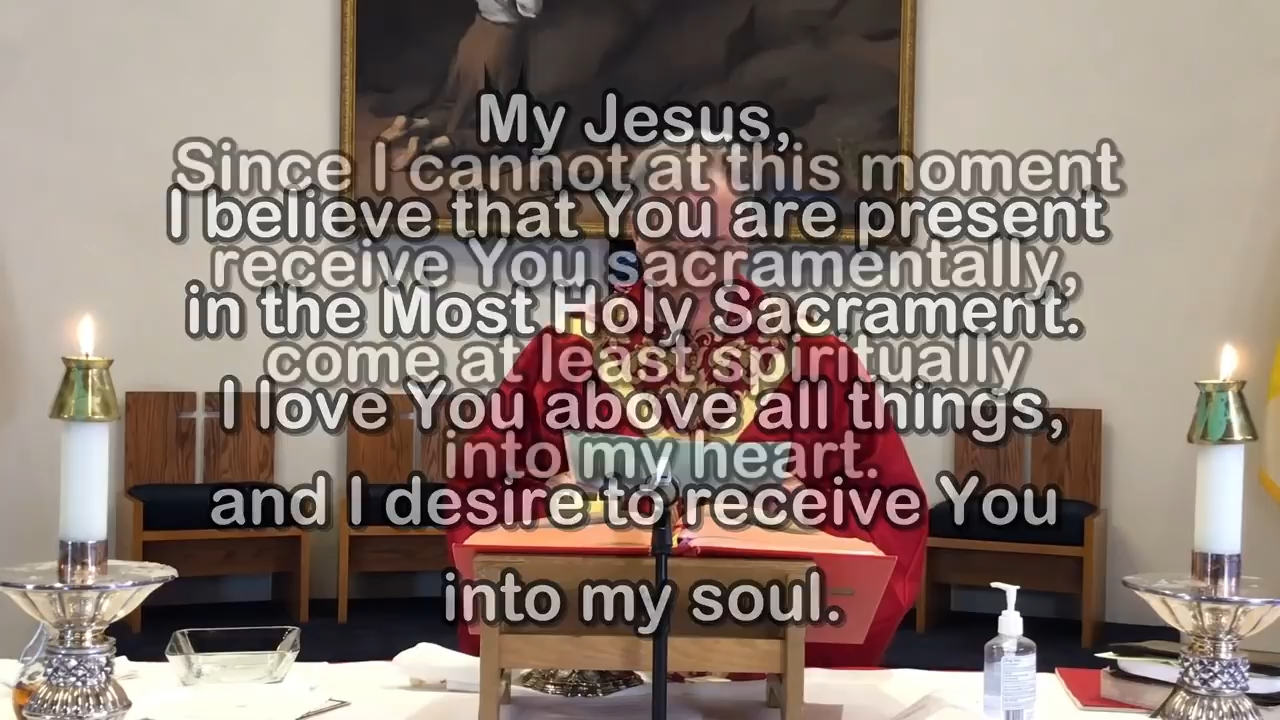 My Jesus,
Since I cannot at this moment
I believe that You are present
receive You sacramentally,
in the Most Holy Sacrament.
come at least spiritually
I love You above all things,
into my heart.
and I desire to receive You
into my soul.